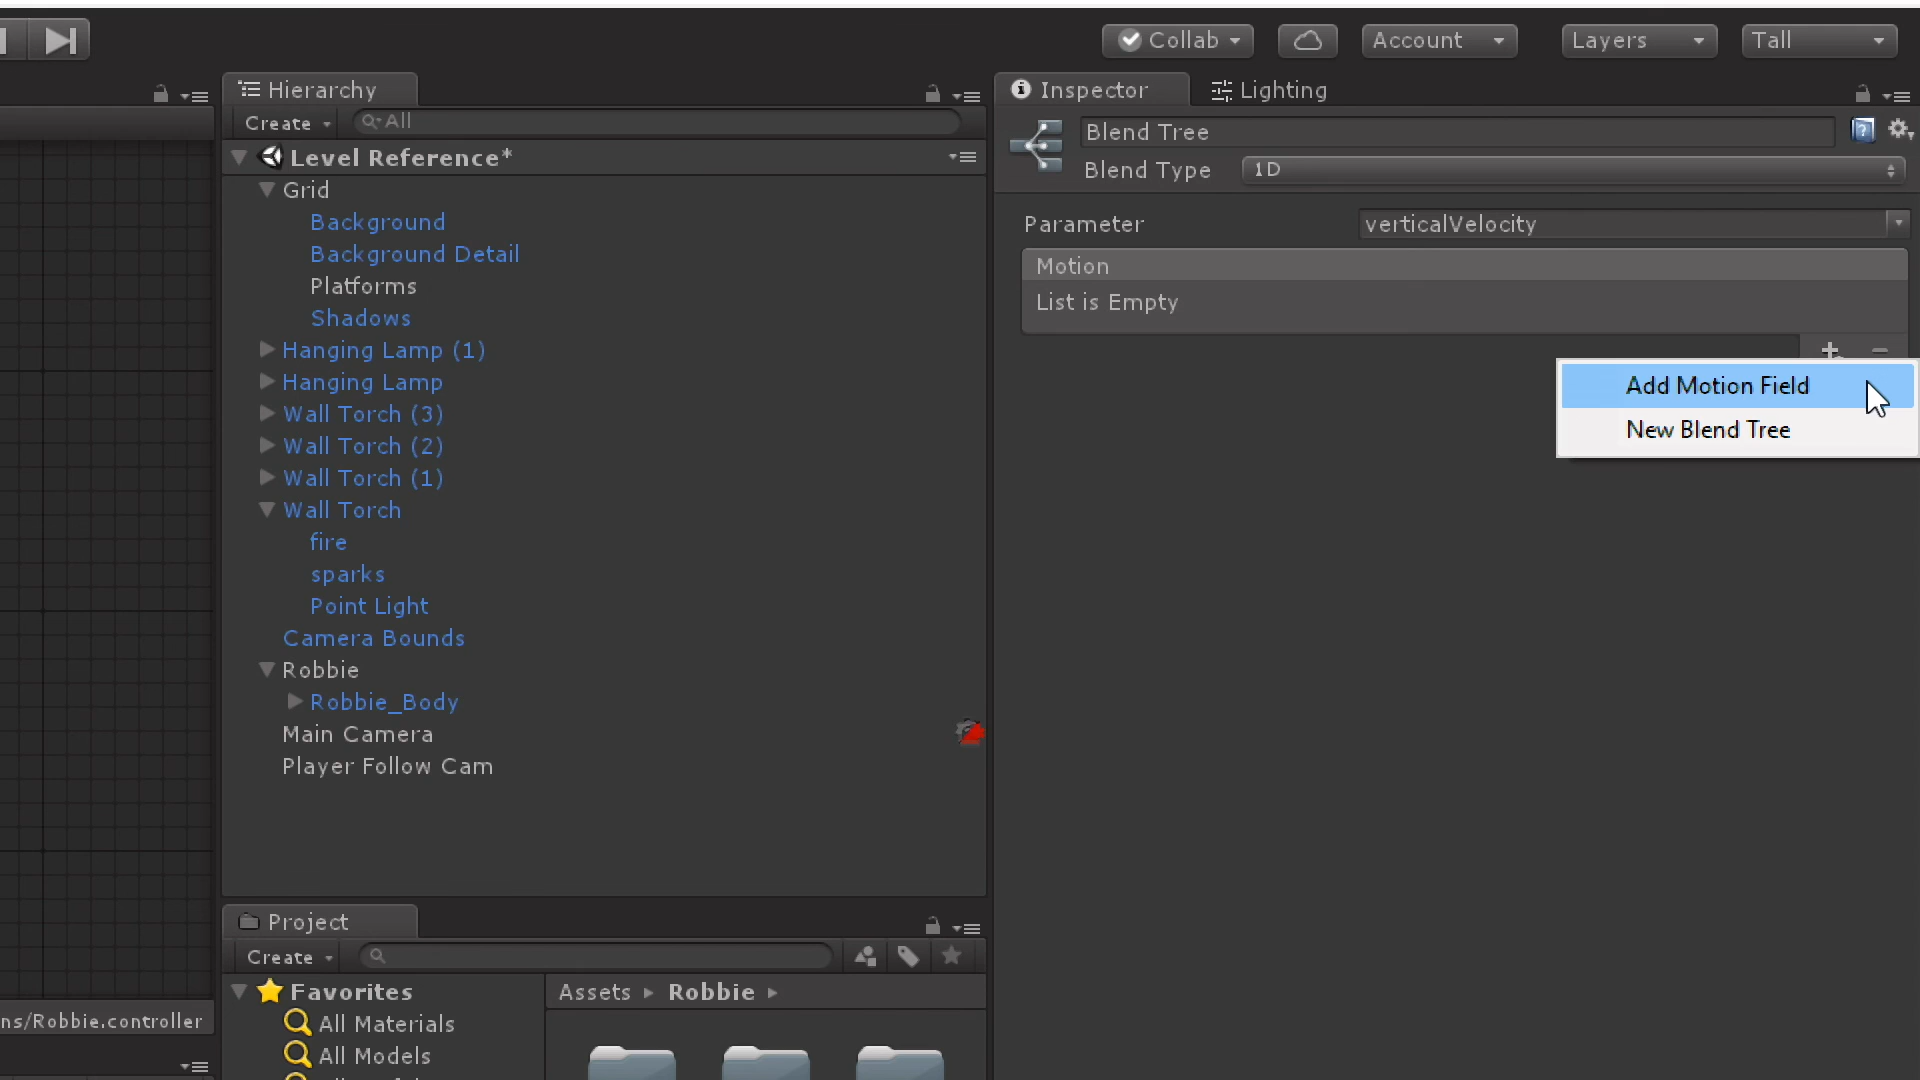 Collab
Account
Layers
Tall
Hierarchy
Create
All
Level Reference*
Grid
Background
Background Detail
Platforms
Shadows
Hanging Lamp (1)
Hanging Lamp
Wall Torch (3)
Wall Torch (2)
Wall Torch (1)
Wall Torch
fire
sparks
Point Light
Camera Bounds
Robbie
Robbie_Body
Main Camera
Player Follow Cam
Inspector
Lighting
Blend Tree
Blend Type
1D
Parameter
verticalVelocity
Motion
List is Empty
Add Motion Field
New Blend Tree
Project
Create
Favorites
All Materials
All Models
Assets
Robbie
ns/Robbie.controller